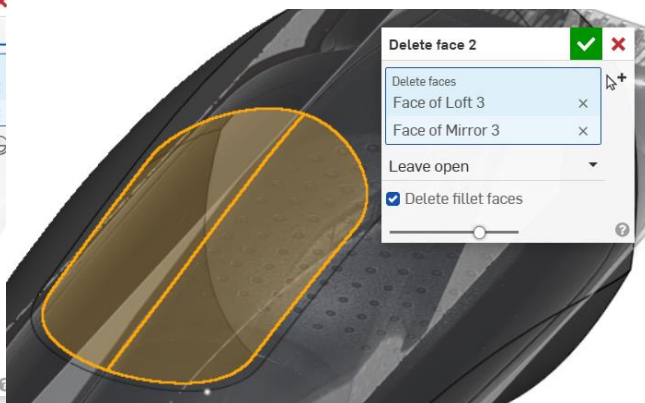 Delete face 2
Delete faces
Face of Loft 3
Face of Mirror 3
Leave open
Delete fillet faces